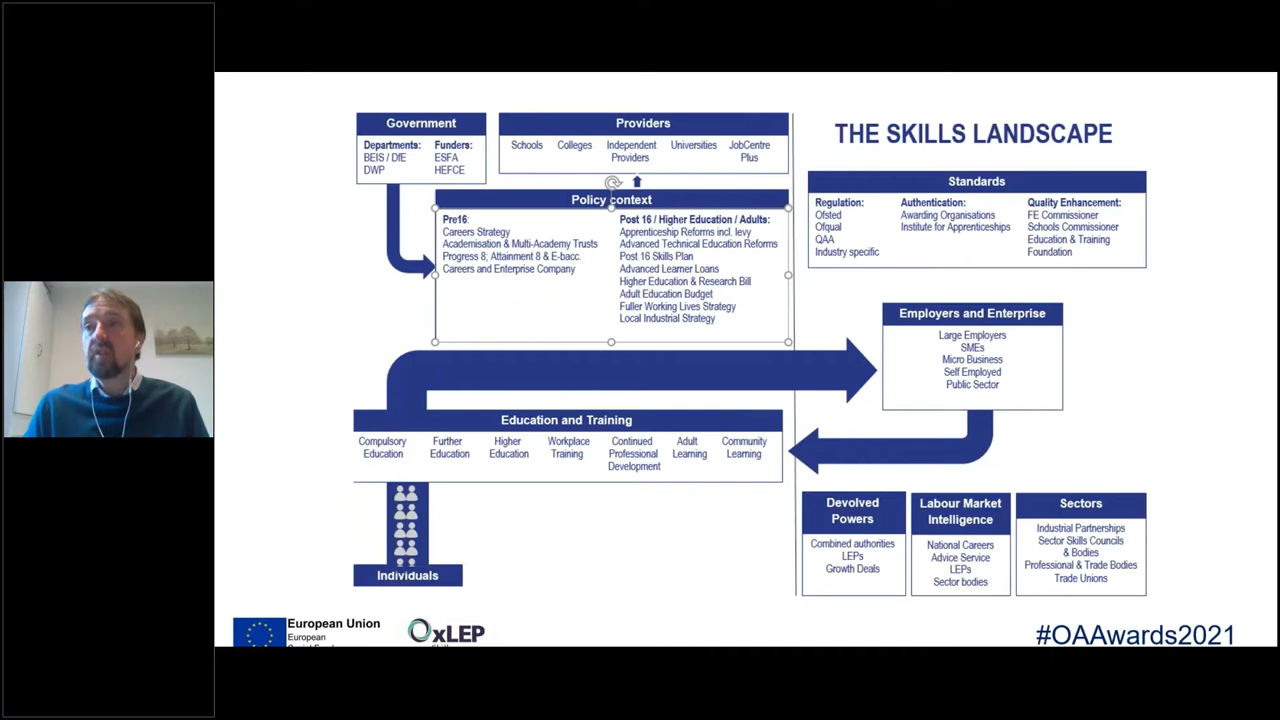 Government
Departments:
BEIS / DfE
DWP
Funders:
ESFA
HEFCE
Providers
Schools
Colleges
Independent
Providers
Universities
JobCentre
Plus
THE SKILLS LANDSCAPE
Policy context
Pre16:
Careers Strategy
Academisation & Multi-Academy Trusts
Progress 8; Attainment 8 & E-bacc.
Careers and Enterprise Company
Post 16 / Higher Education / Adults:
Apprenticeship Reforms incl. levy
Advanced Technical Education Reforms
Post 16 Skills Plan
Advanced Learner Loans
Higher Education & Research Bill
Adult Education Budget
Fuller Working Lives Strategy
Local Industrial Strategy
Standards
Regulation:
Ofsted
Ofqual
QAA
Industry specific
Authentication:
Awarding Organisations
Institute for Apprenticeships
Quality Enhancement:
FE Commissioner
Schools Commissioner
Education & Training
Foundation
Employers and Enterprise
Large Employers
SMEs
Micro Business
Self Employed
Public Sector
Education and Training
Compulsory
Education
Further
Education
Higher
Education
Workplace
Training
Continued
Professional
Development
Adult
Learning
Community
Learning
Individuals
Devolved
Powers
Combined authorities
LEPs
Growth Deals
Labour Market
Intelligence
National Careers
Advice Service
LEPs
Sector bodies
Sectors
Industrial Partnerships
Sector Skills Councils
& Bodies
Professional & Trade Bodies
Trade Unions
European Union
European
OxLEP
#OAAwards2021